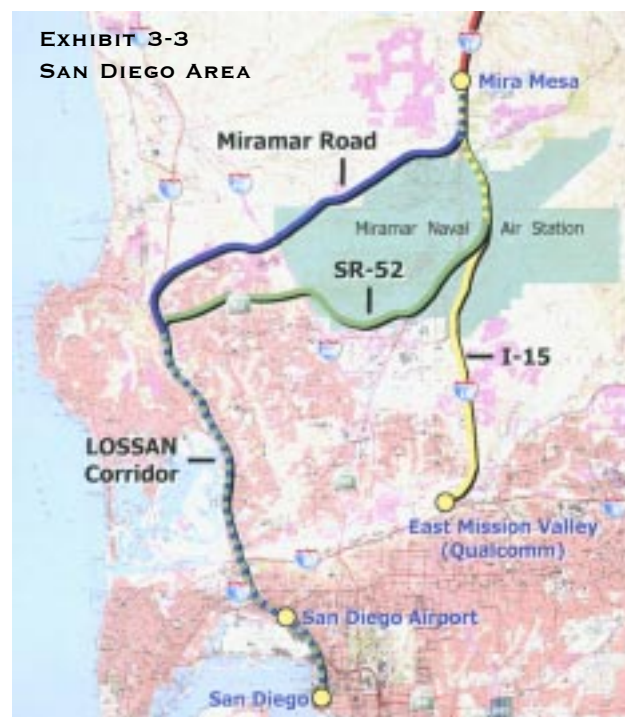 EXHIBIT 3-3
SAN DIEGO AREA
Mira Mesa
Miramar Road
Miramar Naval Air Station
SR-52
I-15
LOSSAN
Corridor
East Mission Valley
(Qualcomm)
San Diego Airport
San Diego